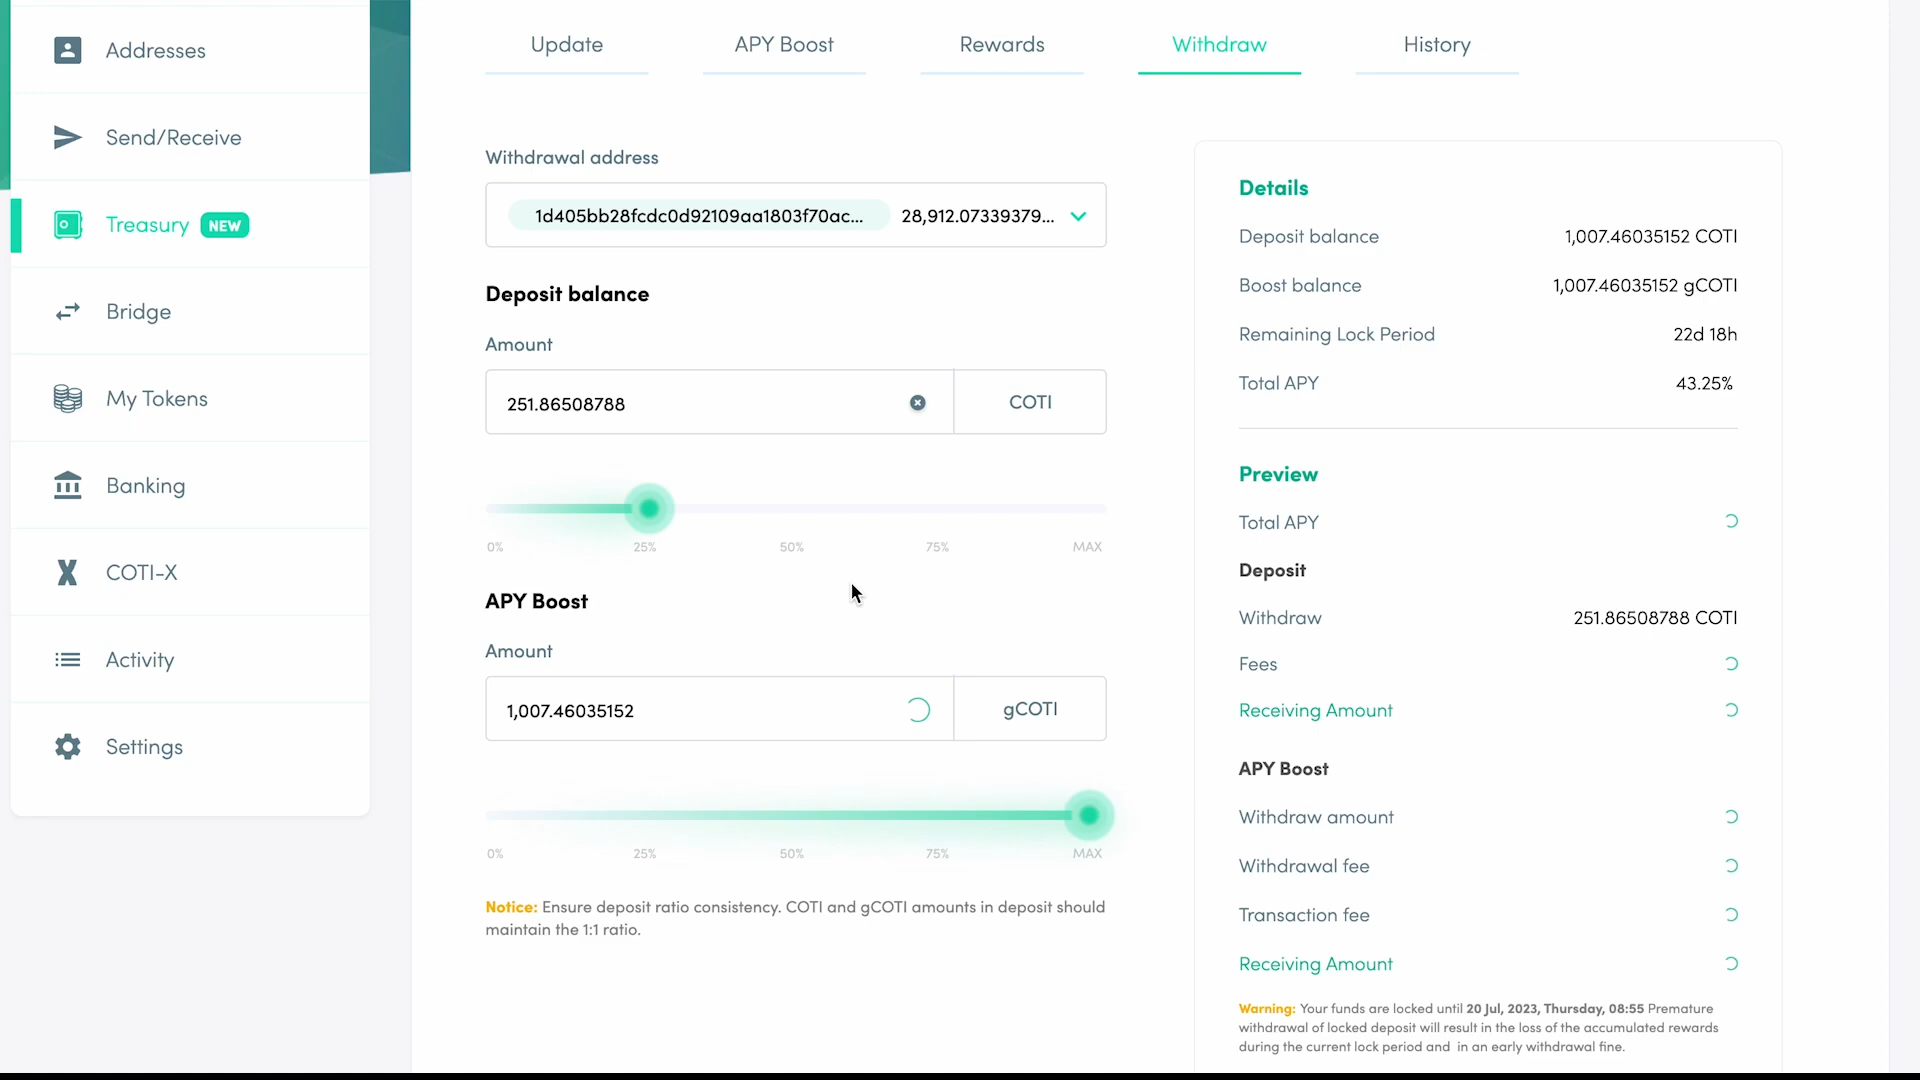 Addresses
Send/Receive
Treasury NEW
Bridge
My Tokens
Banking
COTI-X
Activity
Settings
Update APY Boost Rewards Withdraw History
Withdrawal address
1d405bb28fcdc0d92109aa1803f70ac... 28,912.07339379...
Deposit balance
Amount
251.86508788 COTI
0% 25% 50% 75% MAX
APY Boost
Amount
1,007.46035152 gCOTI
0% 25% 50% 75% MAX
Notice: Ensure deposit ratio consistency. COTI and gCOTI amounts in deposit should
maintain the 1:1 ratio.
Details
Deposit balance 1,007.46035152 COTI
Boost balance 1,007.46035152 gCOTI
Remaining Lock Period 22d 18h
Total APY 43.25%
Preview
Total APY
Deposit
Withdraw 251.86508788 COTI
Fees
Receiving Amount
APY Boost
Withdraw amount
Withdrawal fee
Transaction fee
Receiving Amount
Warning: Your funds are locked until 20 Jul, 2023, Thursday, 08:55 Premature
withdrawal of locked deposit will result in the loss of the accumulated rewards
during the current lock period and in an early withdrawal fine.